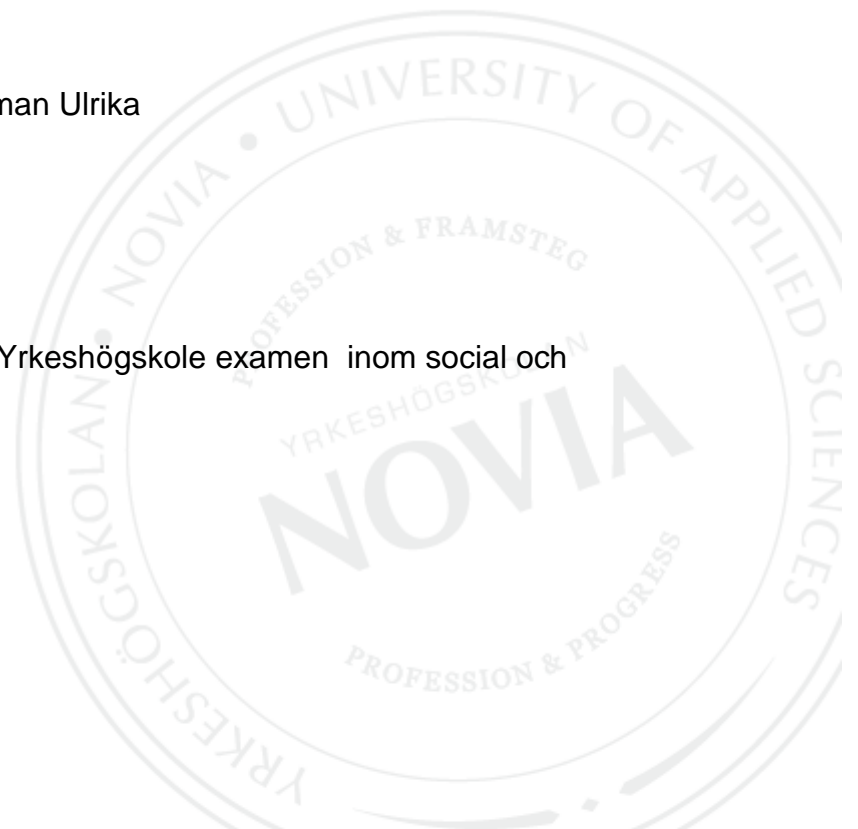 man Ulrika
Yrkeshögskole examen  inom social och
YRKESHÖGSKOLAN • NOVIA • UNIVERSITY OF APPLIED SCIENCES
PROFESSION & FRAMSTEG
YRKESHÖGSKOLAN
NOVIA
PROFESSION & PROGRESS